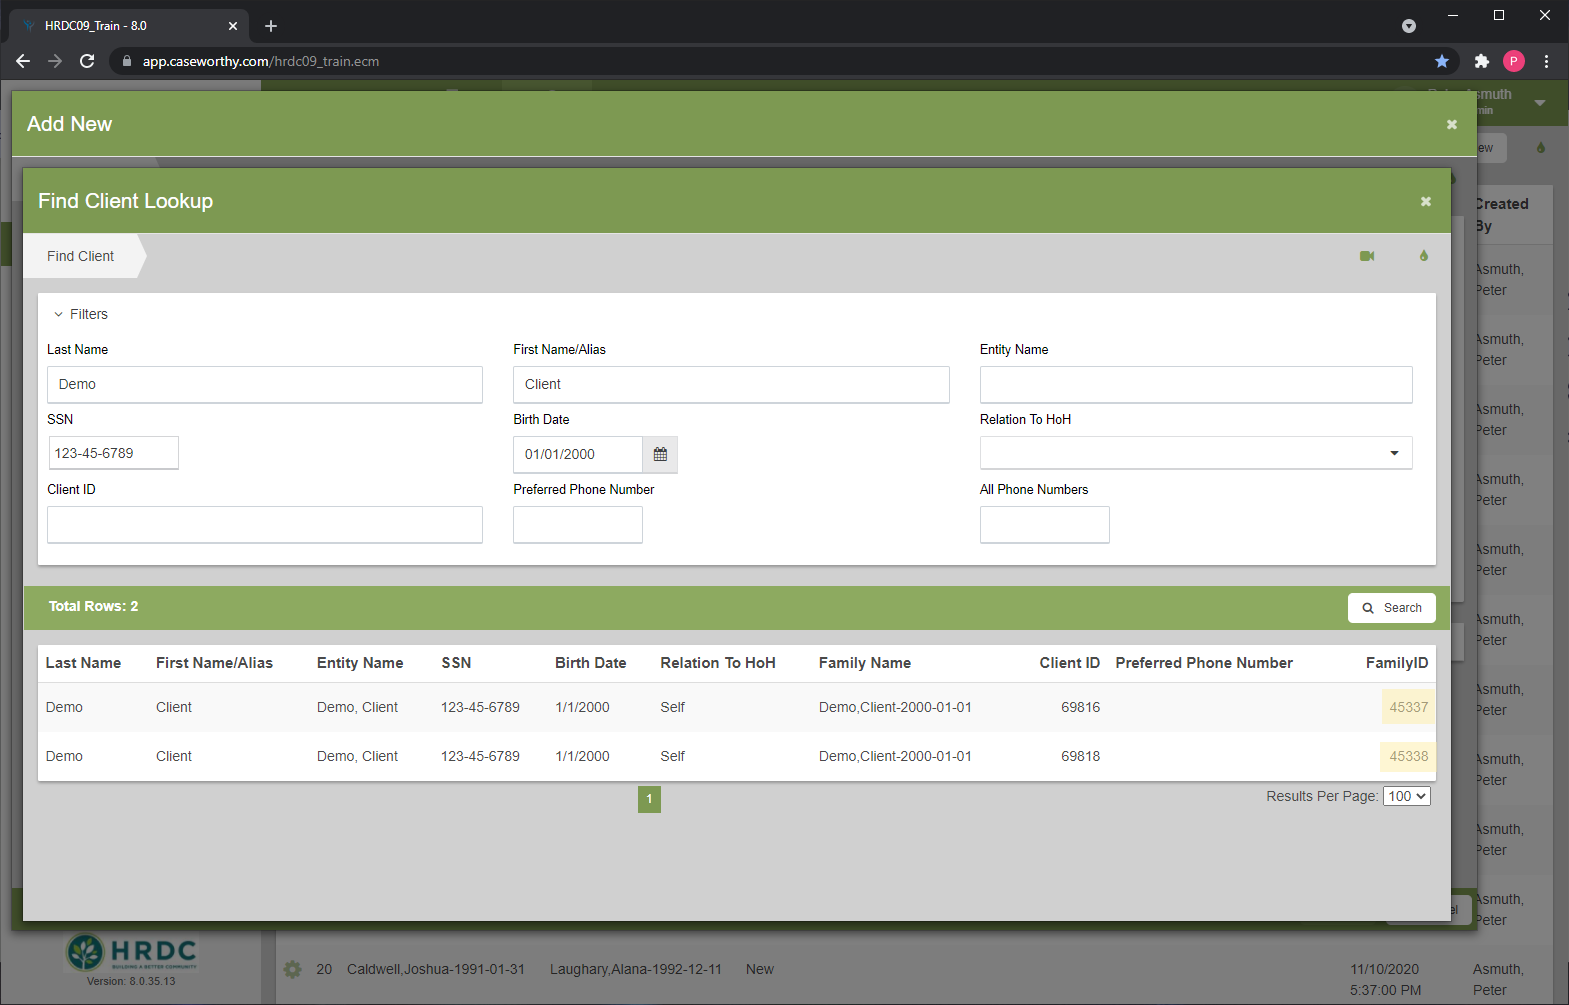 HRDC09_Train - 8.0
app.caseworthy.com/hrdc09_train.ecm
P
Add New
Find Client Lookup
Find Client
Filters
Last Name
First Name/Alias
Entity Name
Demo
Client
SSN
Birth Date
Relation To HoH
123-45-6789
01/01/2000
Client ID
Preferred Phone Number
All Phone Numbers
Total Rows: 2
Search
Last Name First Name/Alias Entity Name SSN Birth Date Relation To HoH Family Name Client ID Preferred Phone Number FamilyID
Demo Client Demo, Client 123-45-6789 1/1/2000 Self Demo,Client-2000-01-01 69816 45337
Demo Client Demo, Client 123-45-6789 1/1/2000 Self Demo,Client-2000-01-01 69818 45338
1
Results Per Page: 100
Created
By
Asmuth,
Peter
Asmuth,
Peter
Asmuth,
Peter
Asmuth,
Peter
Asmuth,
Peter
Asmuth,
Peter
Asmuth,
Peter
Asmuth,
Peter
Asmuth,
Peter
Asmuth,
Peter
HRDC
BUILDING A BETTER COMMUNITY
Version: 8.0.35.13
20 Caldwell,Joshua-1991-01-31 Laughary,Alana-1992-12-11 New 11/10/2020
5:37:00 PM
Asmuth,
Peter